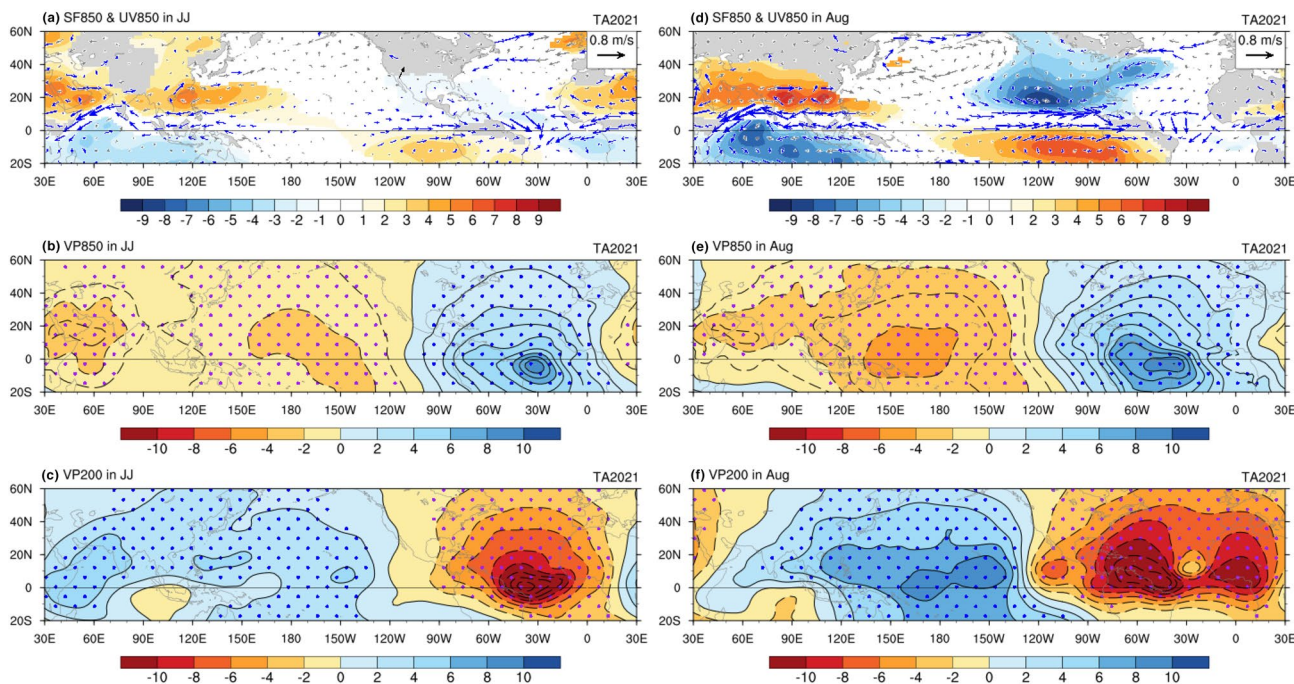 (a) SF850 & UV850 in JJ TA2021
0.8 m/s
60N
40N
20N
0
20S
30E 60E 90E 120E 150E 180 150W 120W 90W 60W 30W 0 30E
-9 -8 -7 -6 -5 -4 -3 -2 -1 0 1 2 3 4 5 6 7 8 9
(d) SF850 & UV850 in Aug TA2021
0.8 m/s
60N
40N
20N
0
20S
30E 60E 90E 120E 150E 180 150W 120W 90W 60W 30W 0 30E
-9 -8 -7 -6 -5 -4 -3 -2 -1 0 1 2 3 4 5 6 7 8 9
(b) VP850 in JJ TA2021
60N
40N
20N
0
20S
30E 60E 90E 120E 150E 180 150W 120W 90W 60W 30W 0 30E
-10 -8 -6 -4 -2 0 2 4 6 8 10
(e) VP850 in Aug TA2021
60N
40N
20N
0
20S
30E 60E 90E 120E 150E 180 150W 120W 90W 60W 30W 0 30E
-10 -8 -6 -4 -2 0 2 4 6 8 10
(c) VP200 in JJ TA2021
60N
40N
20N
0
20S
30E 60E 90E 120E 150E 180 150W 120W 90W 60W 30W 0 30E
-10 -8 -6 -4 -2 0 2 4 6 8 10
(f) VP200 in Aug TA2021
60N
40N
20N
0
20S
30E 60E 90E 120E 150E 180 150W 120W 90W 60W 30W 0 30E
-10 -8 -6 -4 -2 0 2 4 6 8 10